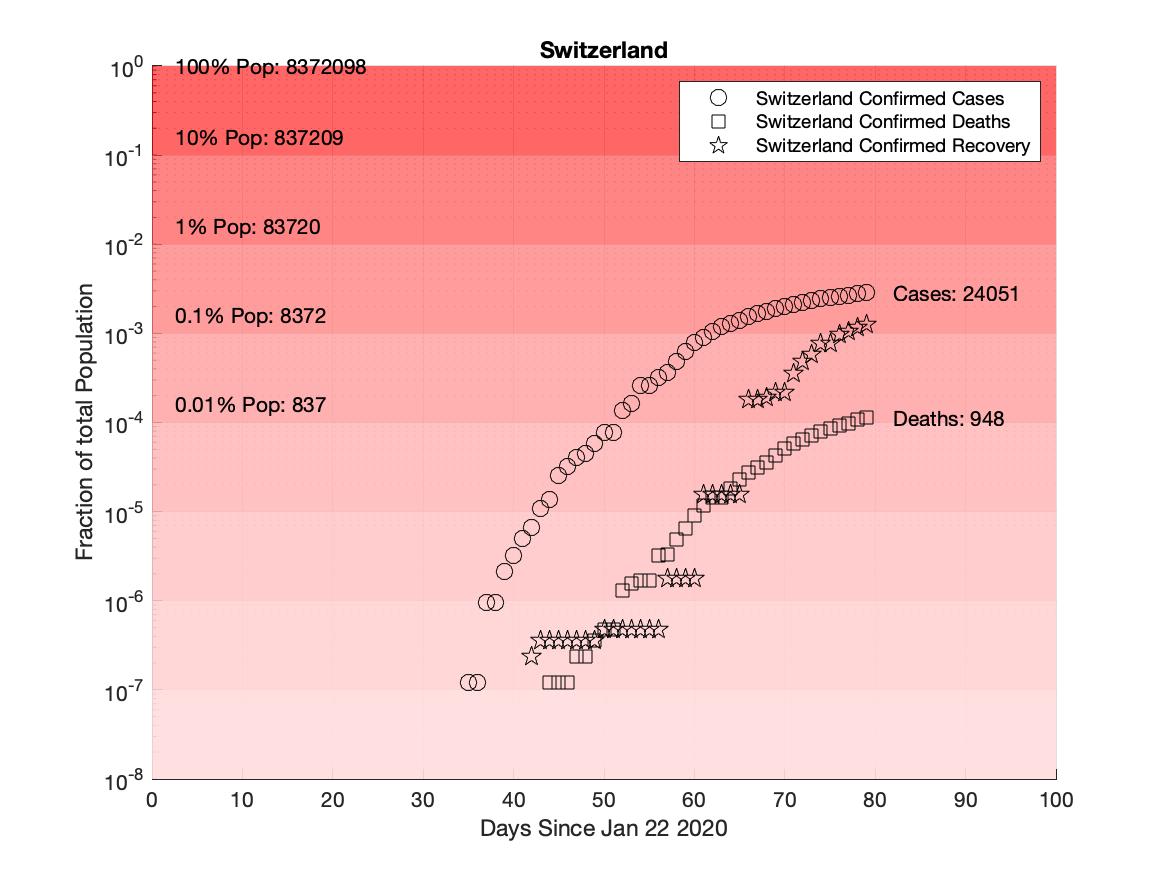 Switzerland
10^0
100% Pop: 8372098
Switzerland Confirmed Cases
Switzerland Confirmed Deaths
Switzerland Confirmed Recovery
10% Pop: 837209
10^-1
1% Pop: 83720
10^-2
Cases: 24051
0.1% Pop: 8372
10^-3
0.01% Pop: 837
10^-4
Deaths: 948
10^-5
10^-6
10^-7
10^-8
Fraction of total Population
0 10 20 30 40 50 60 70 80 90 100
Days Since Jan 22 2020